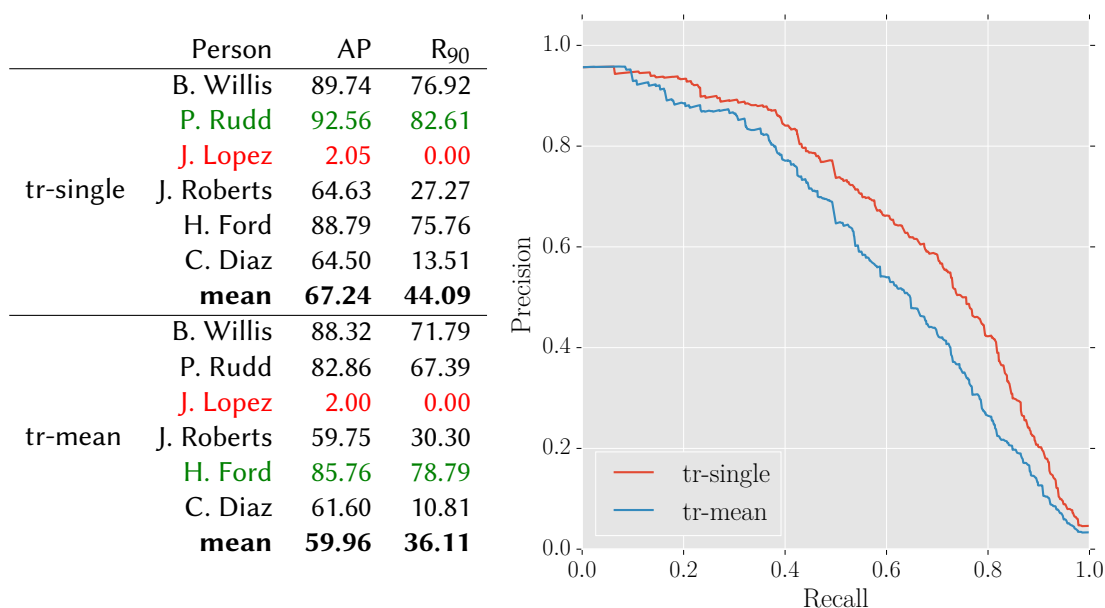 Person AP R90
B. Willis 89.74 76.92
P. Rudd 92.56 82.61
J. Lopez 2.05 0.00
tr-single J. Roberts 64.63 27.27
H. Ford 88.79 75.76
C. Diaz 64.50 13.51
mean 67.24 44.09
B. Willis 88.32 71.79
P. Rudd 82.86 67.39
J. Lopez 2.00 0.00
tr-mean J. Roberts 59.75 30.30
H. Ford 85.76 78.79
C. Diaz 61.60 10.81
mean 59.96 36.11
1.0
0.8
0.6
0.4
0.2
0.0
Precision
tr-single
tr-mean
0.0 0.2 0.4 0.6 0.8 1.0
Recall